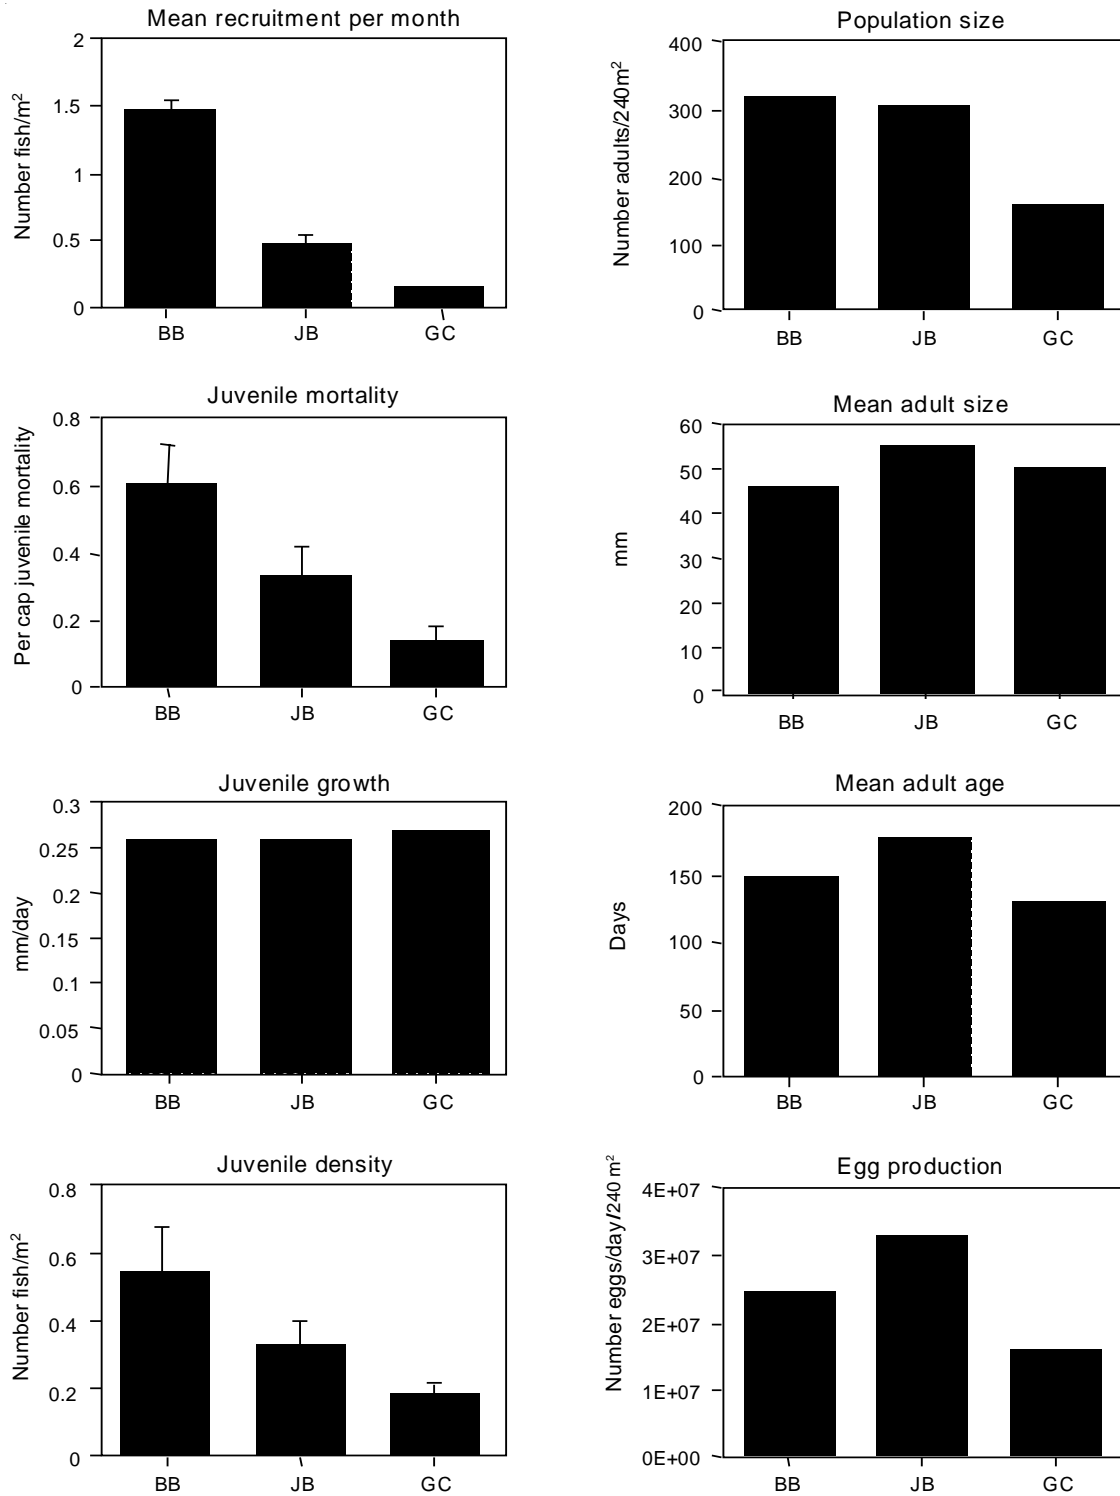 Mean recruitment per month
2
1.5
1
0.5
0
Number fish/m²
BB JB GC
Population size
400
300
200
100
0
Number adults/240m²
BB JB GC
Juvenile mortality
0.8
0.6
0.4
0.2
0
Per cap juvenile mortality
BB JB GC
Mean adult size
60
50
40
30
20
10
0
mm
BB JB GC
Juvenile growth
0.3
0.25
0.2
0.15
0.1
0.05
0
mm/day
BB JB GC
Mean adult age
200
150
100
50
0
Days
BB JB GC
Juvenile density
0.8
0.6
0.4
0.2
0
Number fish/m²
BB JB GC
Egg production
4E+07
3E+07
2E+07
1E+07
0E+00
Number eggs/day/240 m²
BB JB GC